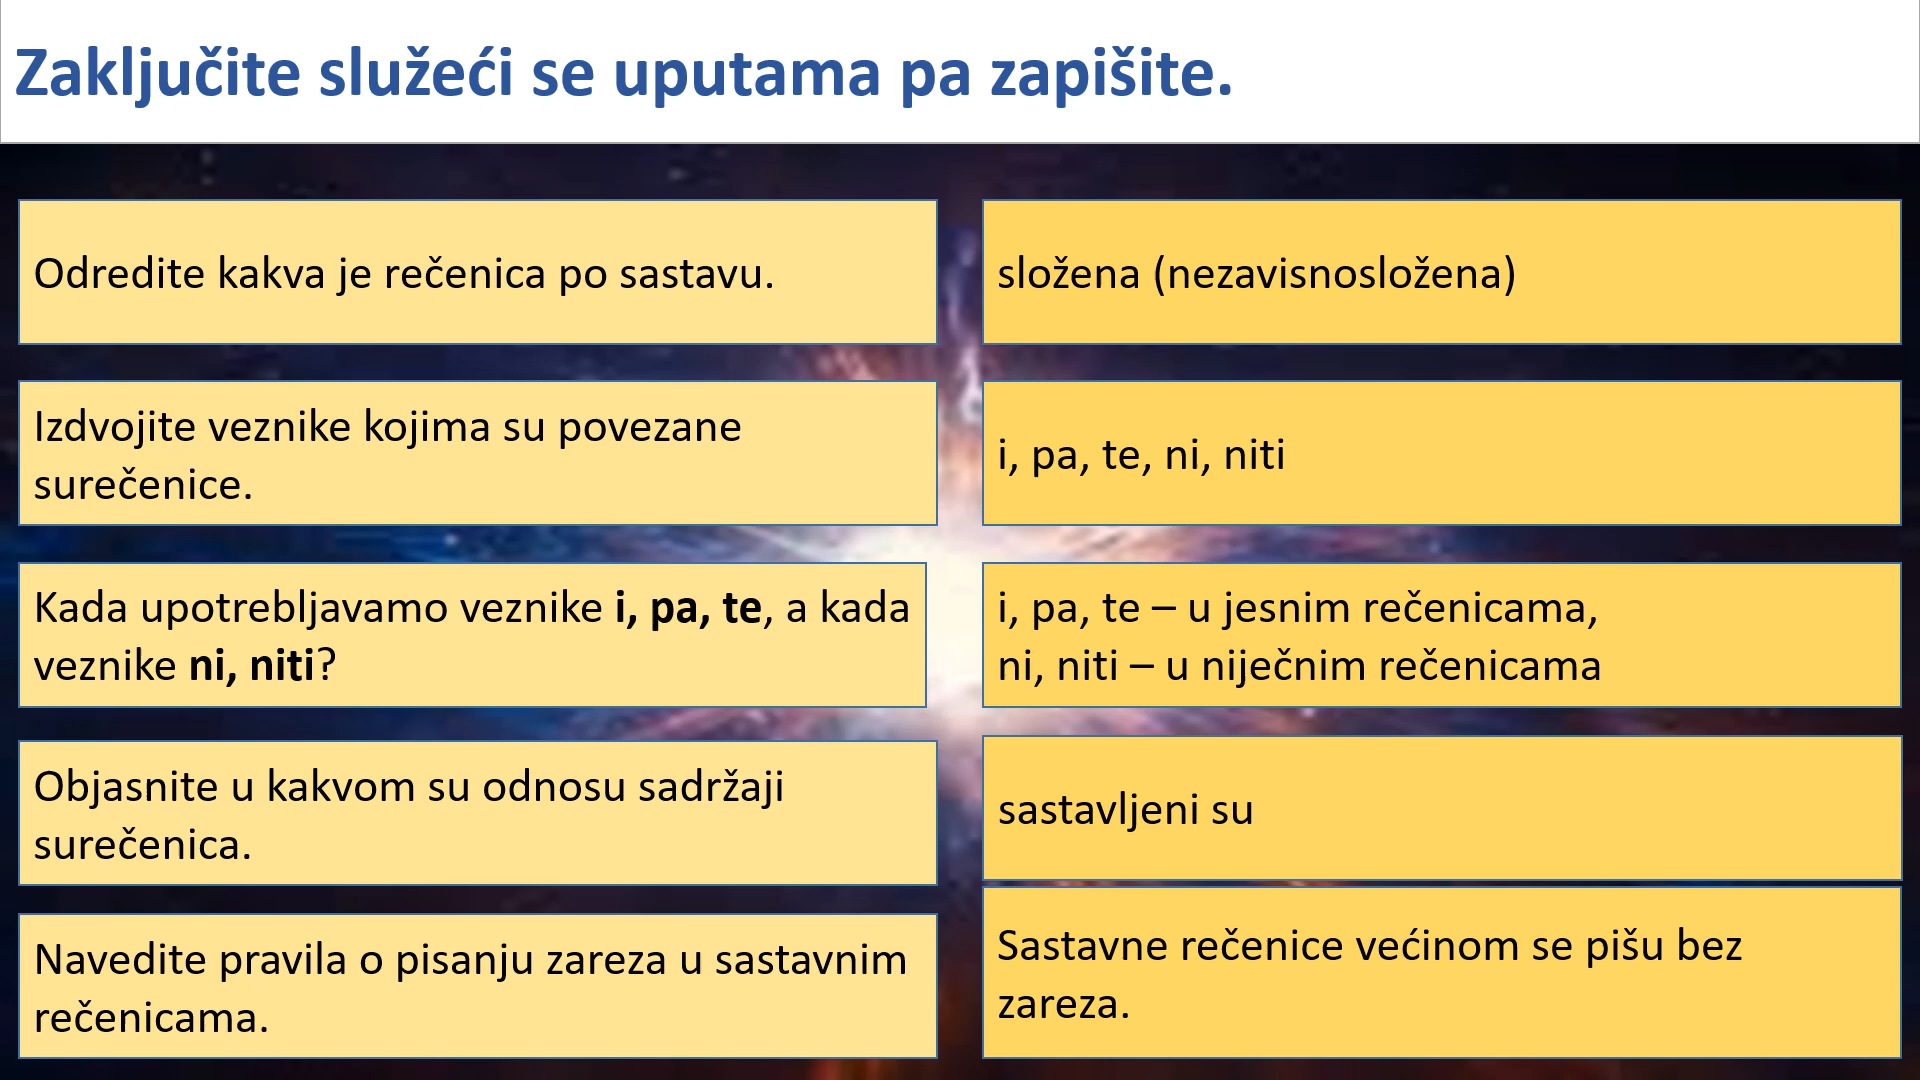 Zaključite služeći se uputama pa zapišite.
Odredite kakva je rečenica po sastavu.
složena (nezavisnosložena)
Izdvojite veznike kojima su povezane
surečenice.
i, pa, te, ni, niti
Kada upotrebljavamo veznike i, pa, te, a kada
veznike ni, niti?
i, pa, te – u jesnim rečenicama,
ni, niti – u niječnim rečenicama
Objasnite u kakvom su odnosu sadržaji
surečenica.
sastavljeni su
Navedite pravila o pisanju zareza u sastavnim
rečenicama.
Sastavne rečenice većinom se pišu bez
zareza.